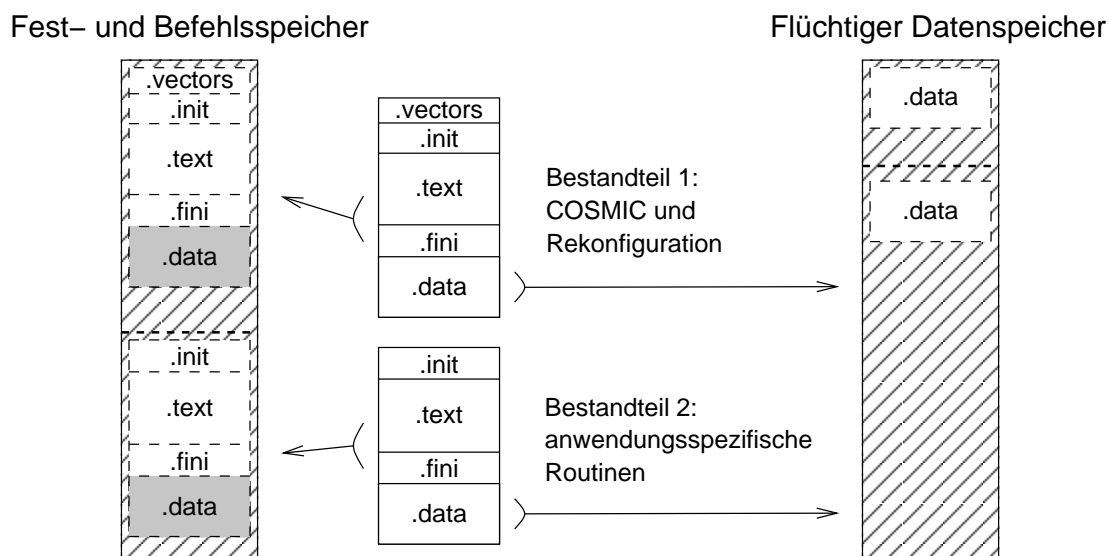 Fest– und Befehlsspeicher
Flüchtiger Datenspeicher
.vectors
.init
.text
.fini
.data
.init
.text
.fini
.data
.vectors
.init
.text
.fini
.data
Bestandteil 1:
COSMIC und
Rekonfiguration
.init
.text
.fini
.data
Bestandteil 2:
anwendungsspezifische
Routinen
.data
.data